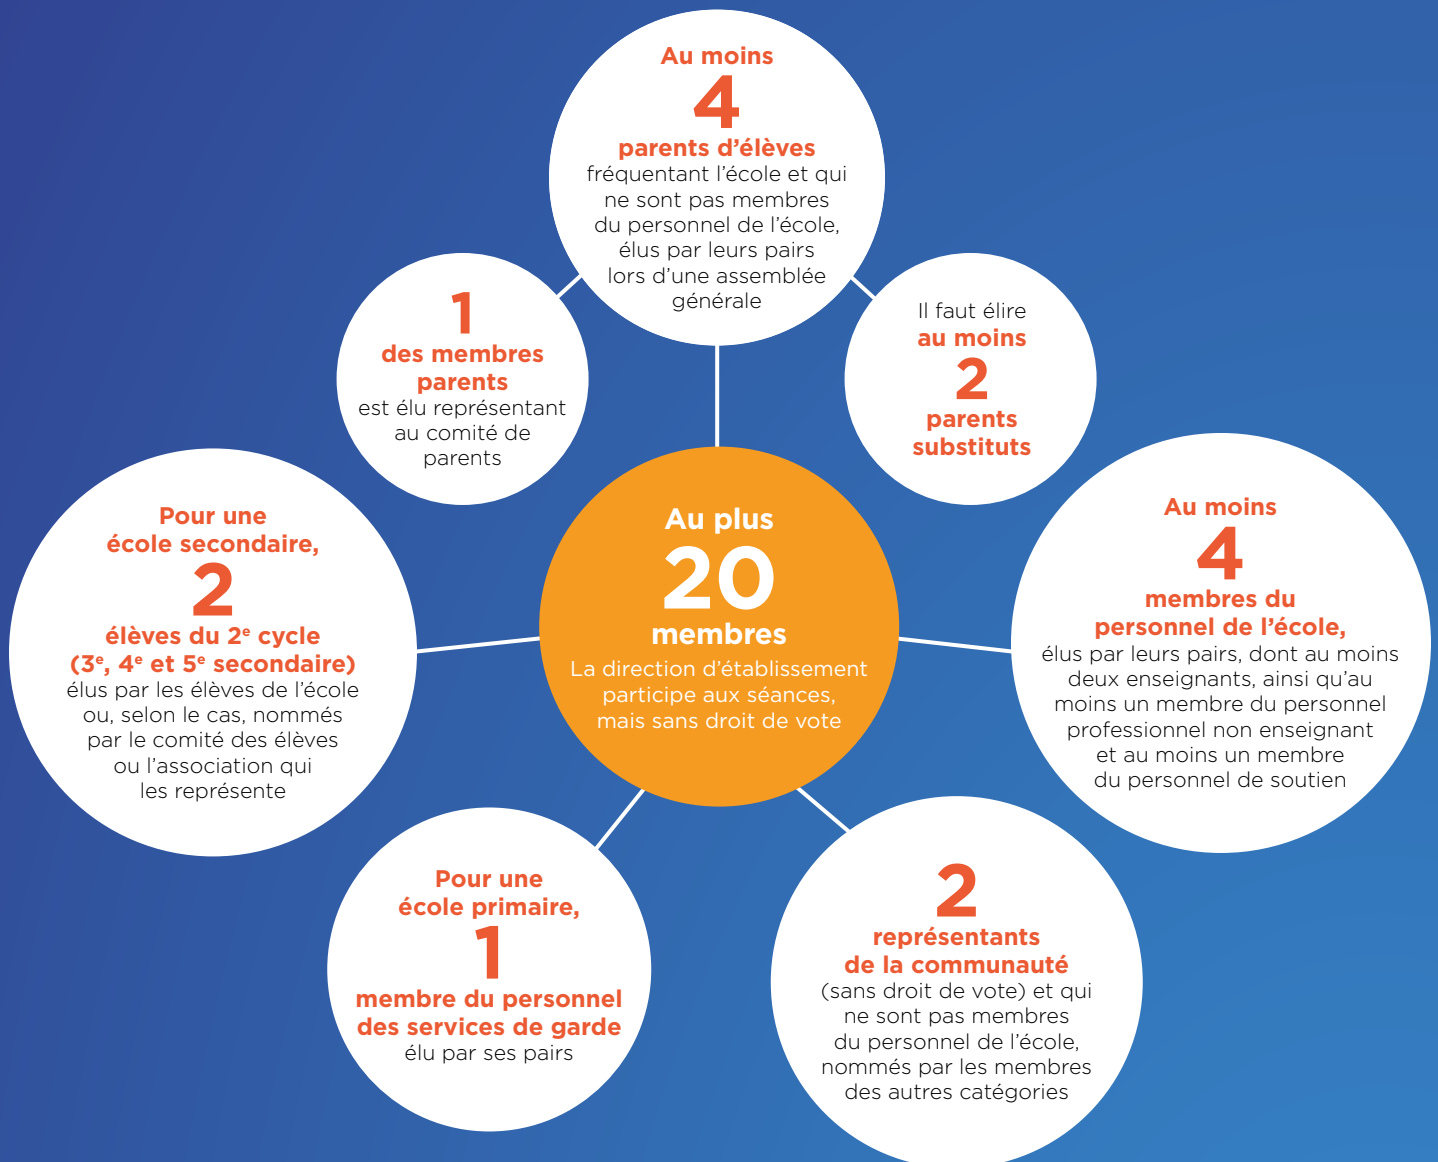 Au moins
4
parents d’élèves
fréquentant l’école et qui
ne sont pas membres
du personnel de l’école,
élus par leurs pairs
lors d’une assemblée
générale
1
des membres
parents
est élu représentant
au comité de
parents
Il faut élire
au moins
2
parents
substituts
Pour une
école secondaire,
2
élèves du 2e cycle
(3e, 4e et 5e secondaire)
élus par les élèves de l’école
ou, selon le cas, nommés
par le comité des élèves
ou l’association qui
les représente
Au plus
20
membres
La direction d’établissement
participe aux séances,
mais sans droit de vote
Au moins
4
membres du
personnel de l’école,
élus par leurs pairs, dont au moins
deux enseignants, ainsi qu’au
moins un membre du personnel
professionnel non enseignant
et au moins un membre
du personnel de soutien
Pour une
école primaire,
1
membre du personnel
des services de garde
élu par ses pairs
2
représentants
de la communauté
(sans droit de vote) et qui
ne sont pas membres
du personnel de l’école,
nommés par les membres
des autres catégories